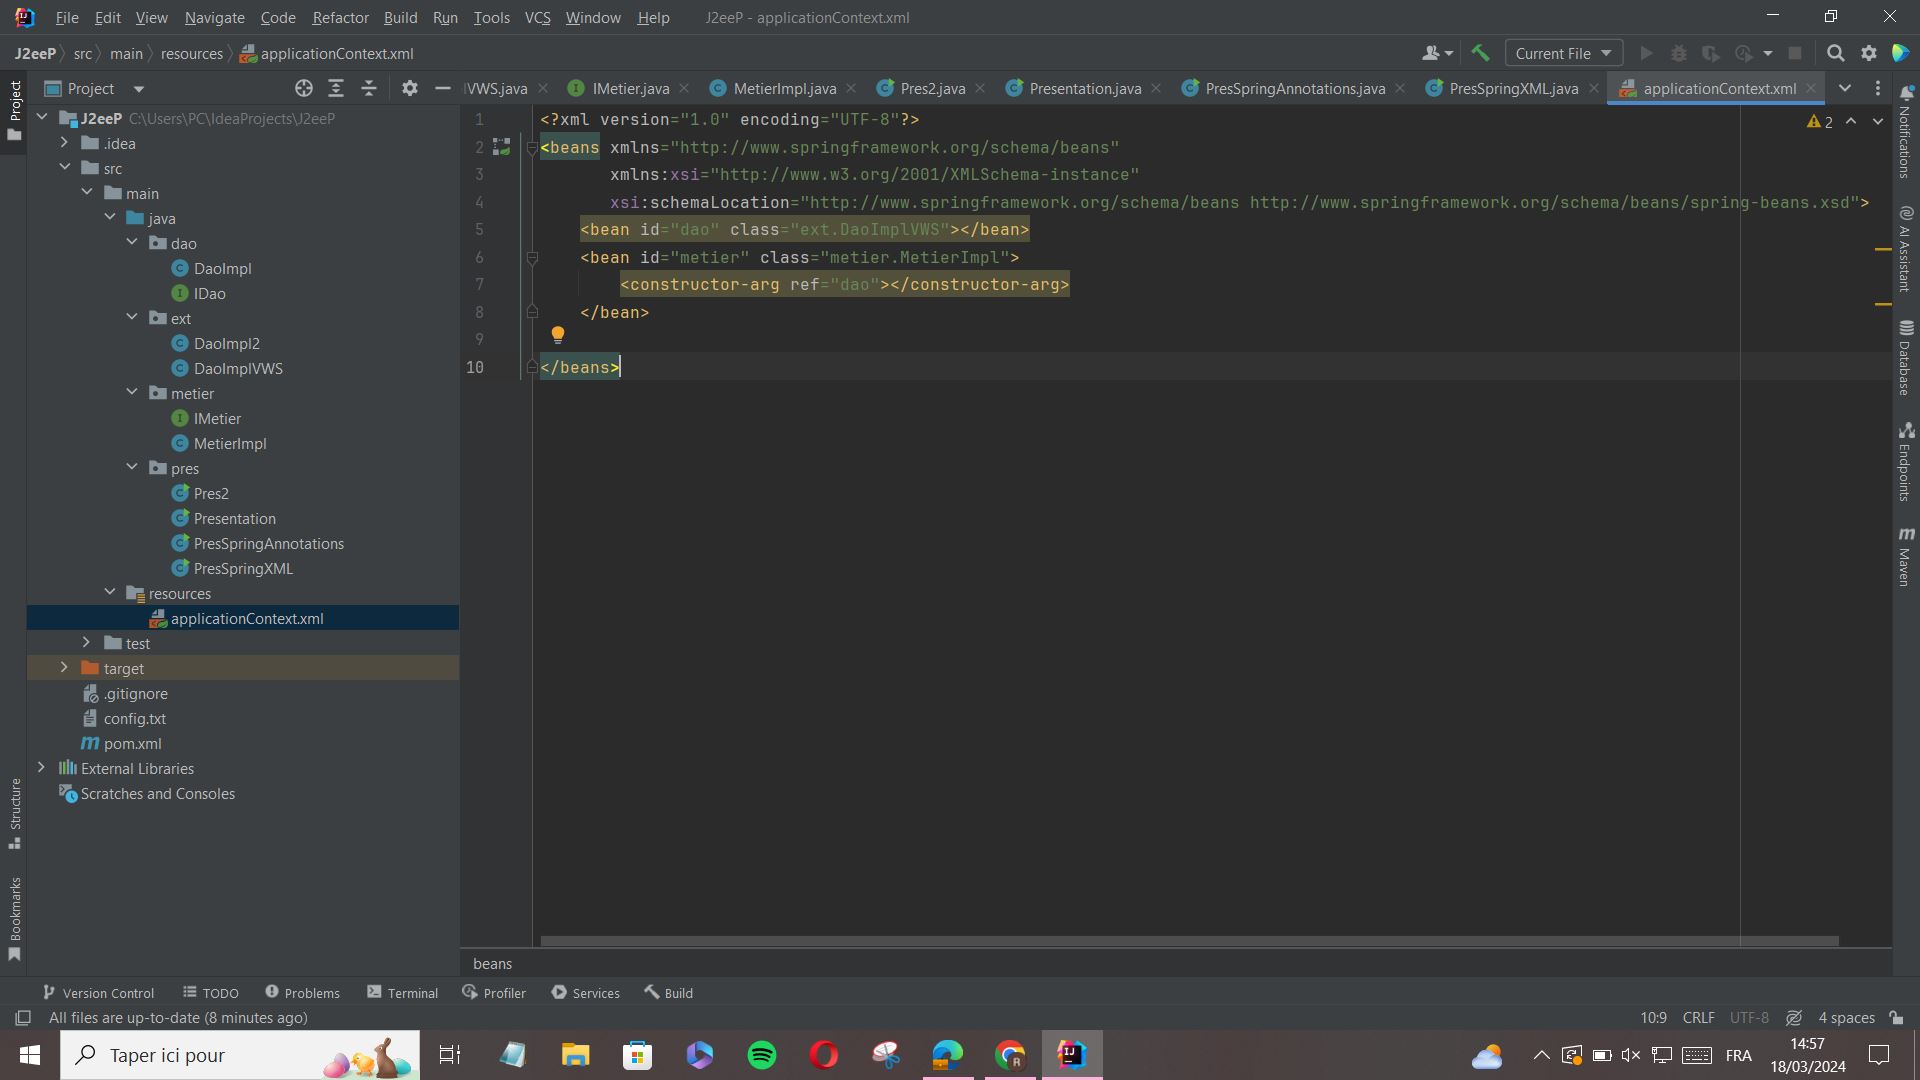 File Edit View Navigate Code Refactor Build Run Tools VCS Window Help J2eeP - applicationContext.xml
J2eeP src main resources applicationContext.xml Current File
Project VWS.java IMetier.java MetierImpl.java Pres2.java Presentation.java PresSpringAnnotations.java PresSpringXML.java applicationContext.xml
Project
J2eeP C:\Users\PC\IdeaProjects\J2eeP
.idea
src
main
java
dao
DaoImpl
IDao
ext
DaoImpl2
DaoImplVWS
metier
IMetier
MetierImpl
pres
Pres2
Presentation
PresSpringAnnotations
PresSpringXML
resources
applicationContext.xml
test
target
.gitignore
config.txt
pom.xml
External Libraries
Scratches and Consoles
Structure
Bookmarks
1 <?xml version="1.0" encoding="UTF-8"?>
2 <beans xmlns="http://www.springframework.org/schema/beans"
3 xmlns:xsi="http://www.w3.org/2001/XMLSchema-instance"
4 xsi:schemaLocation="http://www.springframework.org/schema/beans http://www.springframework.org/schema/beans/spring-beans.xsd">
5 <bean id="dao" class="ext.DaoImplVWS"></bean>
6 <bean id="metier" class="metier.MetierImpl">
7 <constructor-arg ref="dao"></constructor-arg>
8 </bean>
9
10 </beans>
2
Notifications
AI Assistant
Database
Endpoints
Maven
beans
Version Control TODO Problems Terminal Profiler Services Build
All files are up-to-date (8 minutes ago) 10:9 CRLF UTF-8 4 spaces
Taper ici pour FRA 14:57
18/03/2024